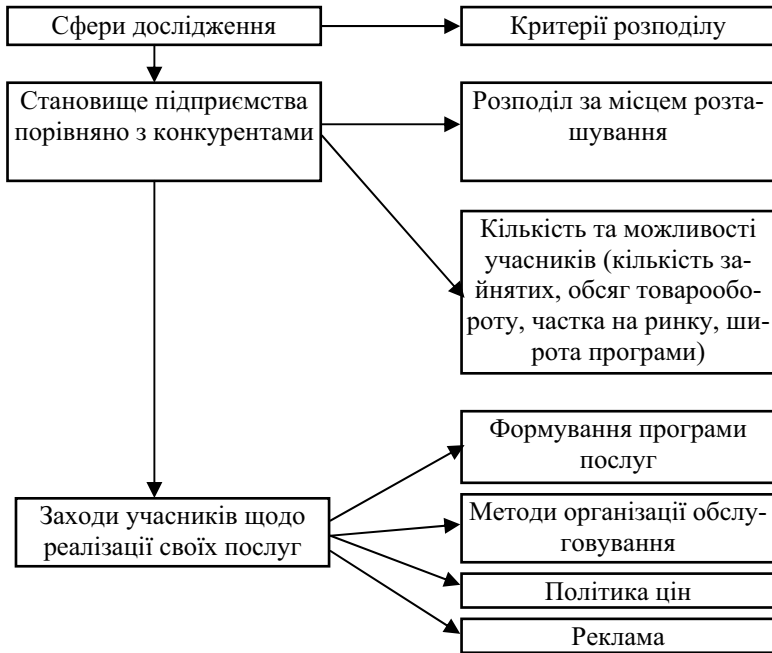 Сфери дослідження
Критерії розподілу
Становище підприємства
порівняно з конкурентами
Розподіл за місцем розта-
шування
Кількість та можливості
учасників (кількість за-
йнятих, обсяг товарообо-
роту, частка на ринку, ши-
рота програми)
Формування програми
послуг
Заходи учасників щодо
реалізації своїх послуг
Методи організації обслу-
говування
Політика цін
Реклама